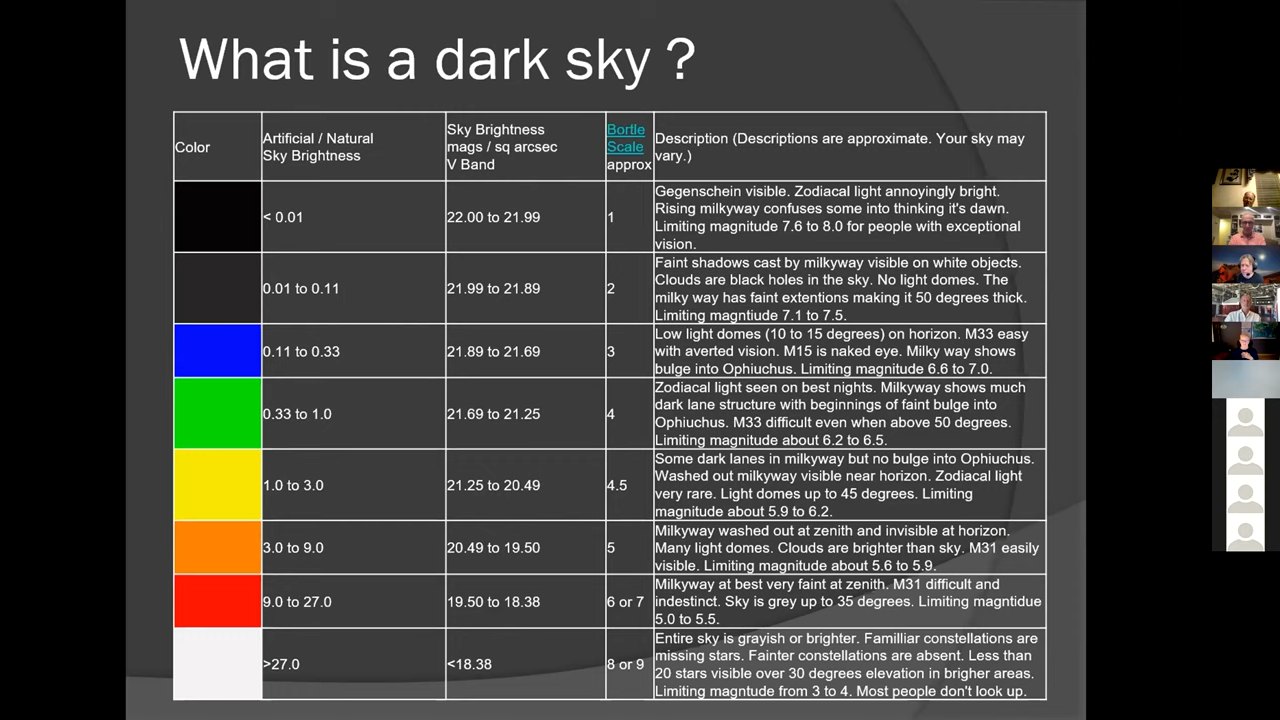 What is a dark sky ?
Color
Artificial / Natural
Sky Brightness
Sky Brightness
mags / sq arcsec
V Band
Bortle
Scale
approx
Description (Descriptions are approximate. Your sky may
vary.)
< 0.01
22.00 to 21.99
1
Gegenschein visible. Zodiacal light annoyingly bright.
Rising milkyway confuses some into thinking it's dawn.
Limiting magnitude 7.6 to 8.0 for people with exceptional
vision.
0.01 to 0.11
21.99 to 21.89
2
Faint shadows cast by milkyway visible on white objects.
Clouds are black holes in the sky. No light domes. The
milky way has faint extentions making it 50 degrees thick.
Limiting magntiude 7.1 to 7.5.
0.11 to 0.33
21.89 to 21.69
3
Low light domes (10 to 15 degrees) on horizon. M33 easy
with averted vision. M15 is naked eye. Milky way shows
bulge into Ophiuchus. Limiting magnitude 6.6 to 7.0.
0.33 to 1.0
21.69 to 21.25
4
Zodiacal light seen on best nights. Milkyway shows much
dark lane structure with beginnings of faint bulge into
Ophiuchus. M33 difficult even when above 50 degrees.
Limiting magnitude about 6.2 to 6.5.
1.0 to 3.0
21.25 to 20.49
4.5
Some dark lanes in milkyway but no bulge into Ophiuchus.
Washed out milkyway visible near horizon. Zodiacal light
very rare. Light domes up to 45 degrees. Limiting
magnitude about 5.9 to 6.2.
3.0 to 9.0
20.49 to 19.50
5
Milkyway washed out at zenith and invisible at horizon.
Many light domes. Clouds are brighter than sky. M31 easily
visible. Limiting magnitude about 5.6 to 5.9.
9.0 to 27.0
19.50 to 18.38
6 or 7
Milkyway at best very faint at zenith. M31 difficult and
indestinct. Sky is grey up to 35 degrees. Limiting magntidue
5.0 to 5.5.
>27.0
<18.38
8 or 9
Entire sky is grayish or brighter. Familliar constellations are
missing stars. Fainter constellations are absent. Less than
20 stars visible over 30 degrees elevation in brigher areas.
Limiting magntude from 3 to 4. Most people don't look up.